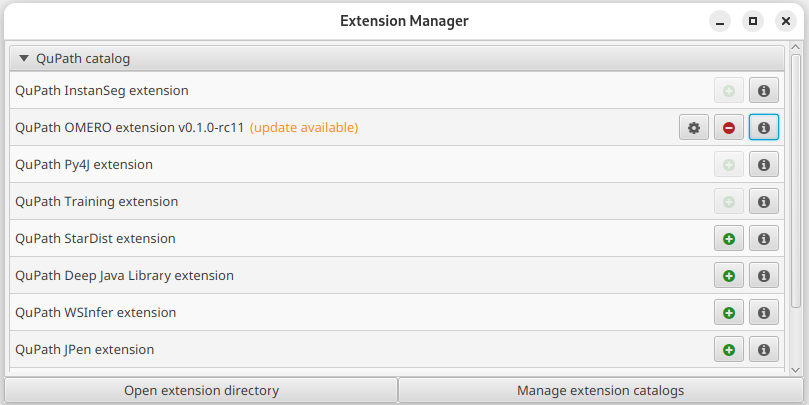 Extension Manager
QuPath catalog
QuPath InstanSeg extension
QuPath OMERO extension v0.1.0-rc11 (update available)
QuPath Py4J extension
QuPath Training extension
QuPath StarDist extension
QuPath Deep Java Library extension
QuPath WSInfer extension
QuPath JPen extension
Open extension directory
Manage extension catalogs